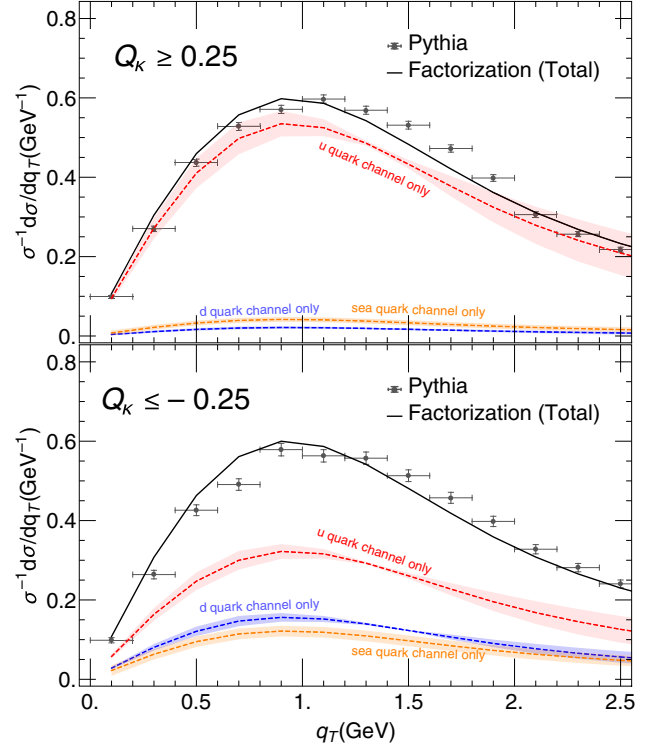 0.8
Q_κ ≥ 0.25
Pythia
Factorization (Total)
0.6
u quark channel only
0.4
σ⁻¹dσ/dq_T(GeV⁻¹)
0.2
d quark channel only
sea quark channel only
0.
0.8
Q_κ ≤ − 0.25
Pythia
Factorization (Total)
0.6
u quark channel only
0.4
σ⁻¹dσ/dq_T(GeV⁻¹)
0.2
d quark channel only
sea quark channel only
0.
0. 0.5 1. 1.5 2. 2.5
q_T(GeV)